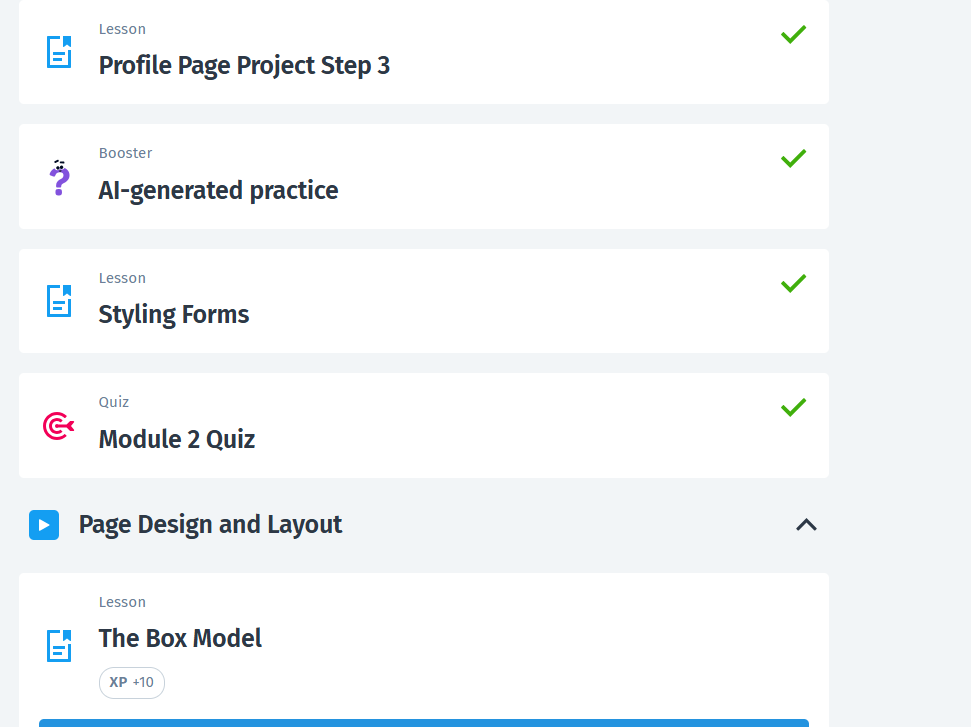 Lesson
Profile Page Project Step 3
Booster
AI-generated practice
Lesson
Styling Forms
Quiz
Module 2 Quiz
Page Design and Layout
Lesson
The Box Model
XP +10